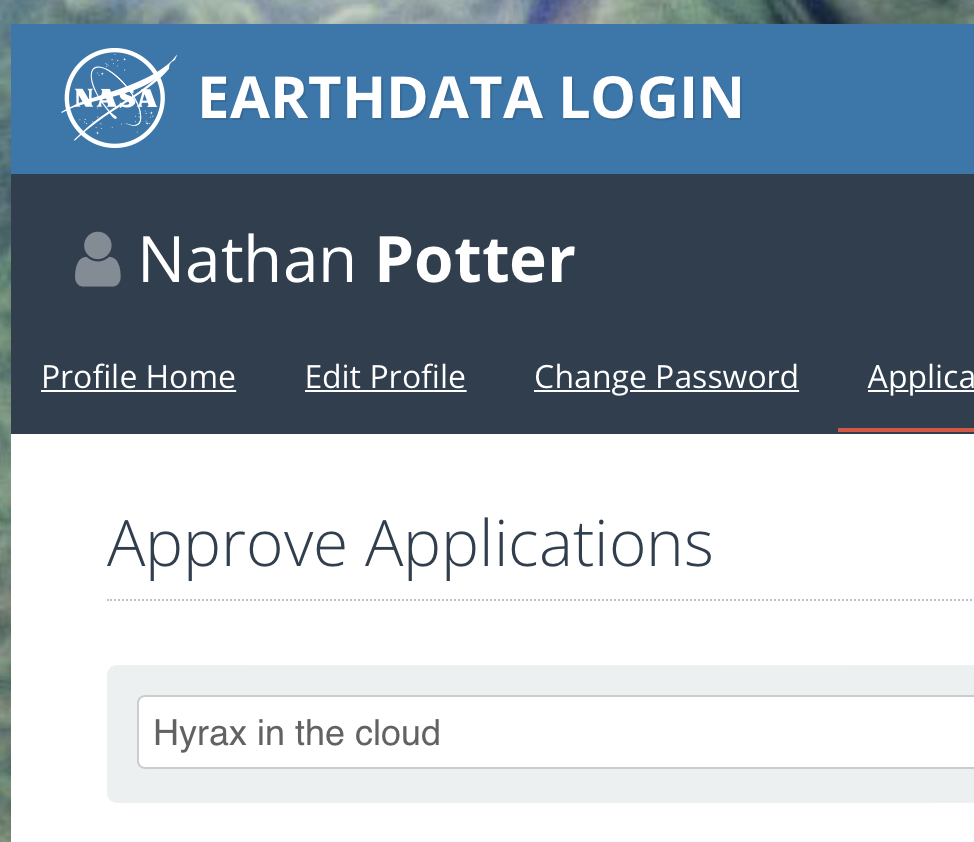 NASA
EARTHDATA LOGIN
Nathan Potter
Profile Home Edit Profile Change Password Applica
Approve Applications
Hyrax in the cloud